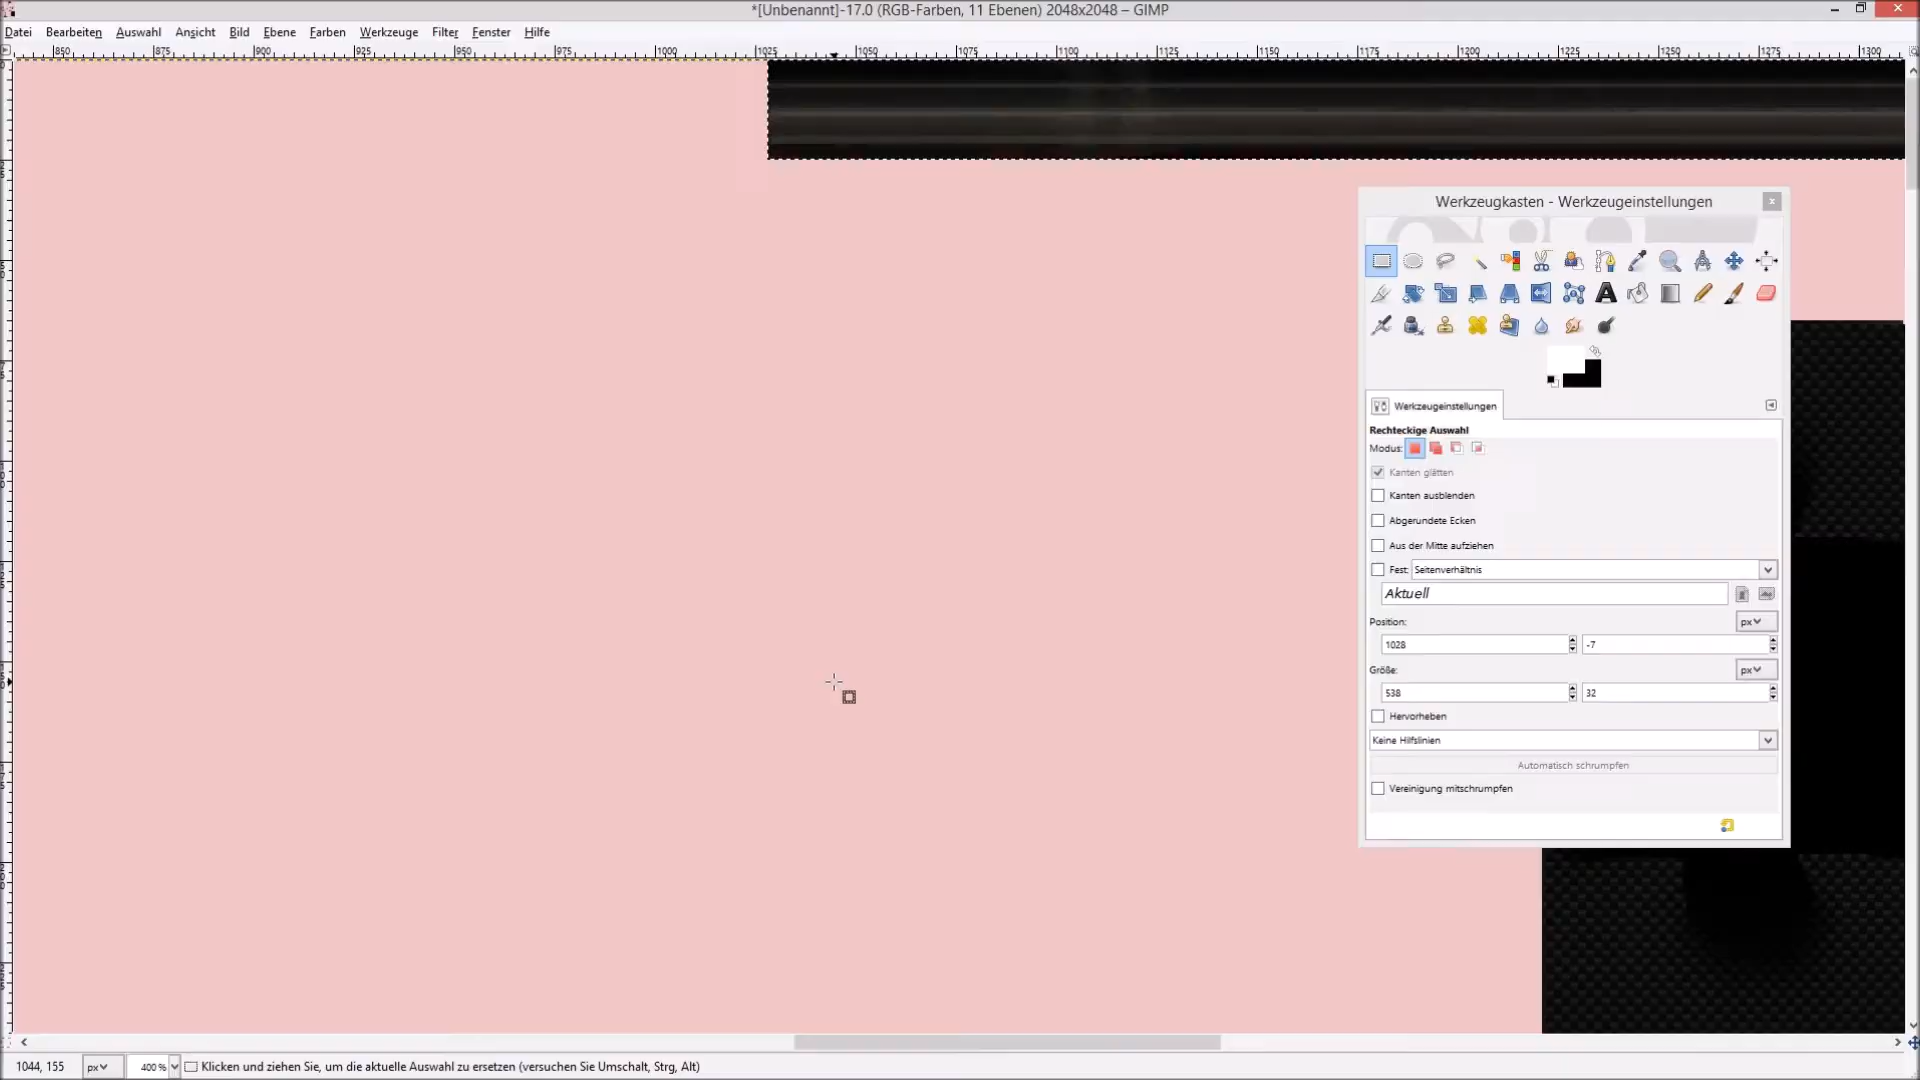 *[Unbenannt]-17.0 (RGB-Farben, 11 Ebenen) 2048x2048 – GIMP
Datei Bearbeiten Auswahl Ansicht Bild Ebene Farben Werkzeuge Filter Fenster Hilfe
850 875 900 925 950 975 1000 1025 1050 1075 1100 1125 1150 1175 1200 1225 1250 1275 1300
Werkzeugkasten - Werkzeugeinstellungen
Werkzeugeinstellungen
Rechteckige Auswahl
Modus:
Kanten glätten
Kanten ausblenden
Abgerundete Ecken
Aus der Mitte aufziehen
Fest: Seitenverhältnis
Aktuell
Position: px
1028 -7
Größe: px
538 32
Hervorheben
Keine Hilfslinien
Automatisch schrumpfen
Vereinigung mitschrumpfen
1044, 155 px 400 % Klicken und ziehen Sie, um die aktuelle Auswahl zu ersetzen (versuchen Sie Umschalt, Strg, Alt)